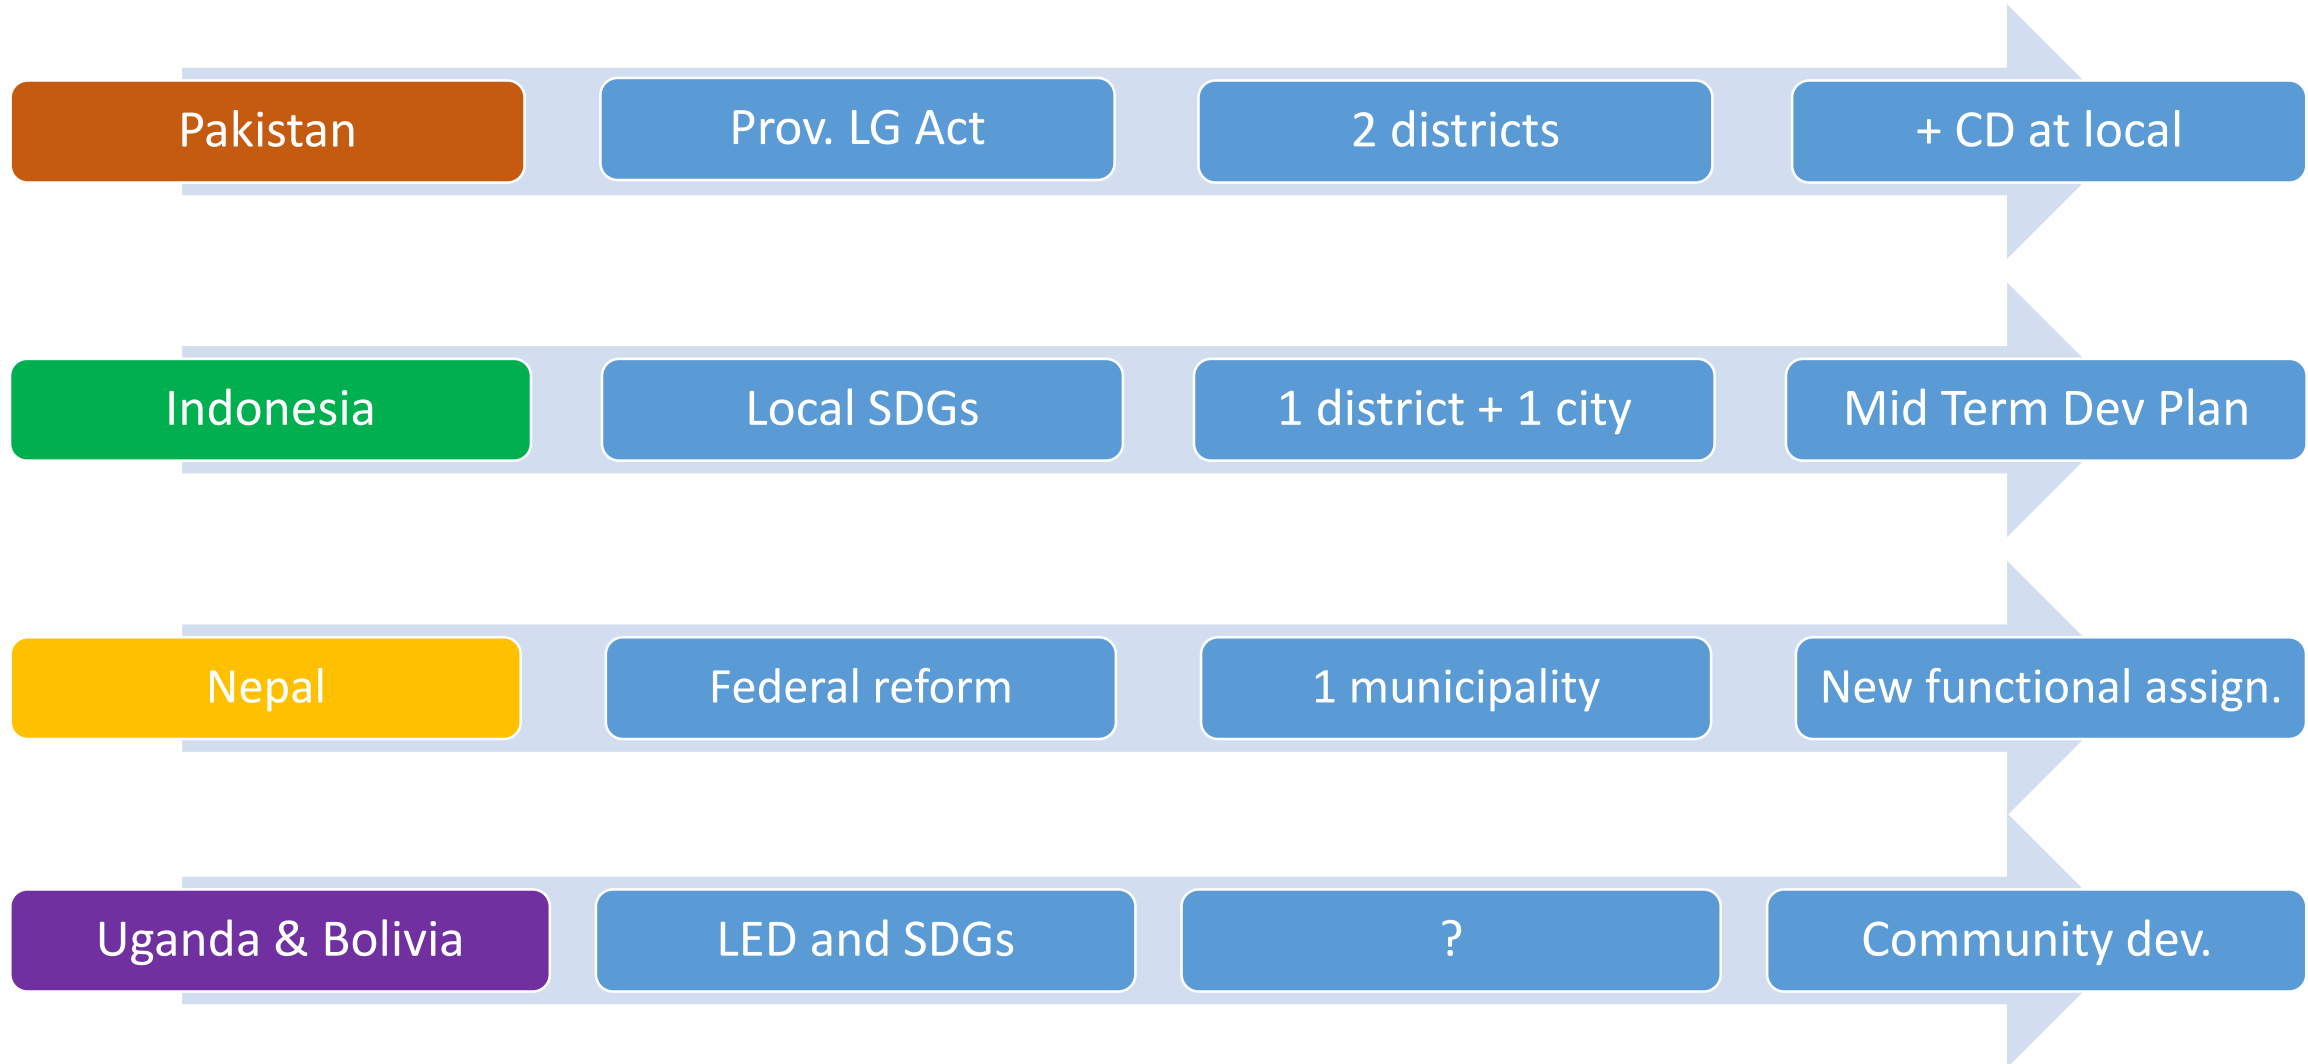 Pakistan
Prov. LG Act
2 districts
+ CD at local
Indonesia
Local SDGs
1 district + 1 city
Mid Term Dev Plan
Nepal
Federal reform
1 municipality
New functional assign.
Uganda & Bolivia
LED and SDGs
?
Community dev.